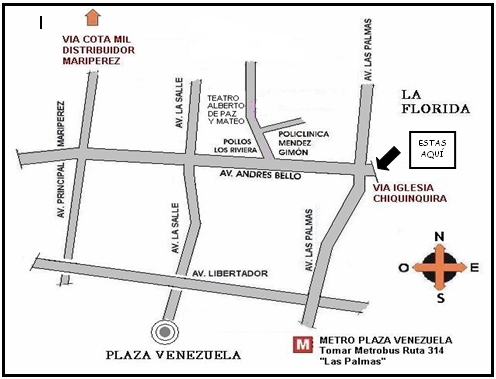 I
VIA COTA MIL
DISTRIBUIDOR
MARIPEREZ
AV. PRINCIPAL MARIPEREZ
AV. LA SALLE
TEATRO
ALBERTO
DE PAZ
Y MATEO
AV. LAS PALMAS
LA
FLORIDA
POLLOS
LOS RIVIERA
POLICLINICA
MENDEZ
GIMÓN
ESTAS
AQUÍ
AV. ANDRES BELLO
VIA IGLESIA
CHIQUINQUIRA
AV. LA SALLE
AV. LAS PALMAS
AV. LIBERTADOR
N
O
E
S
PLAZA VENEZUELA
M
METRO PLAZA VENEZUELA
Tomar Metrobus Ruta 314
"Las Palmas"